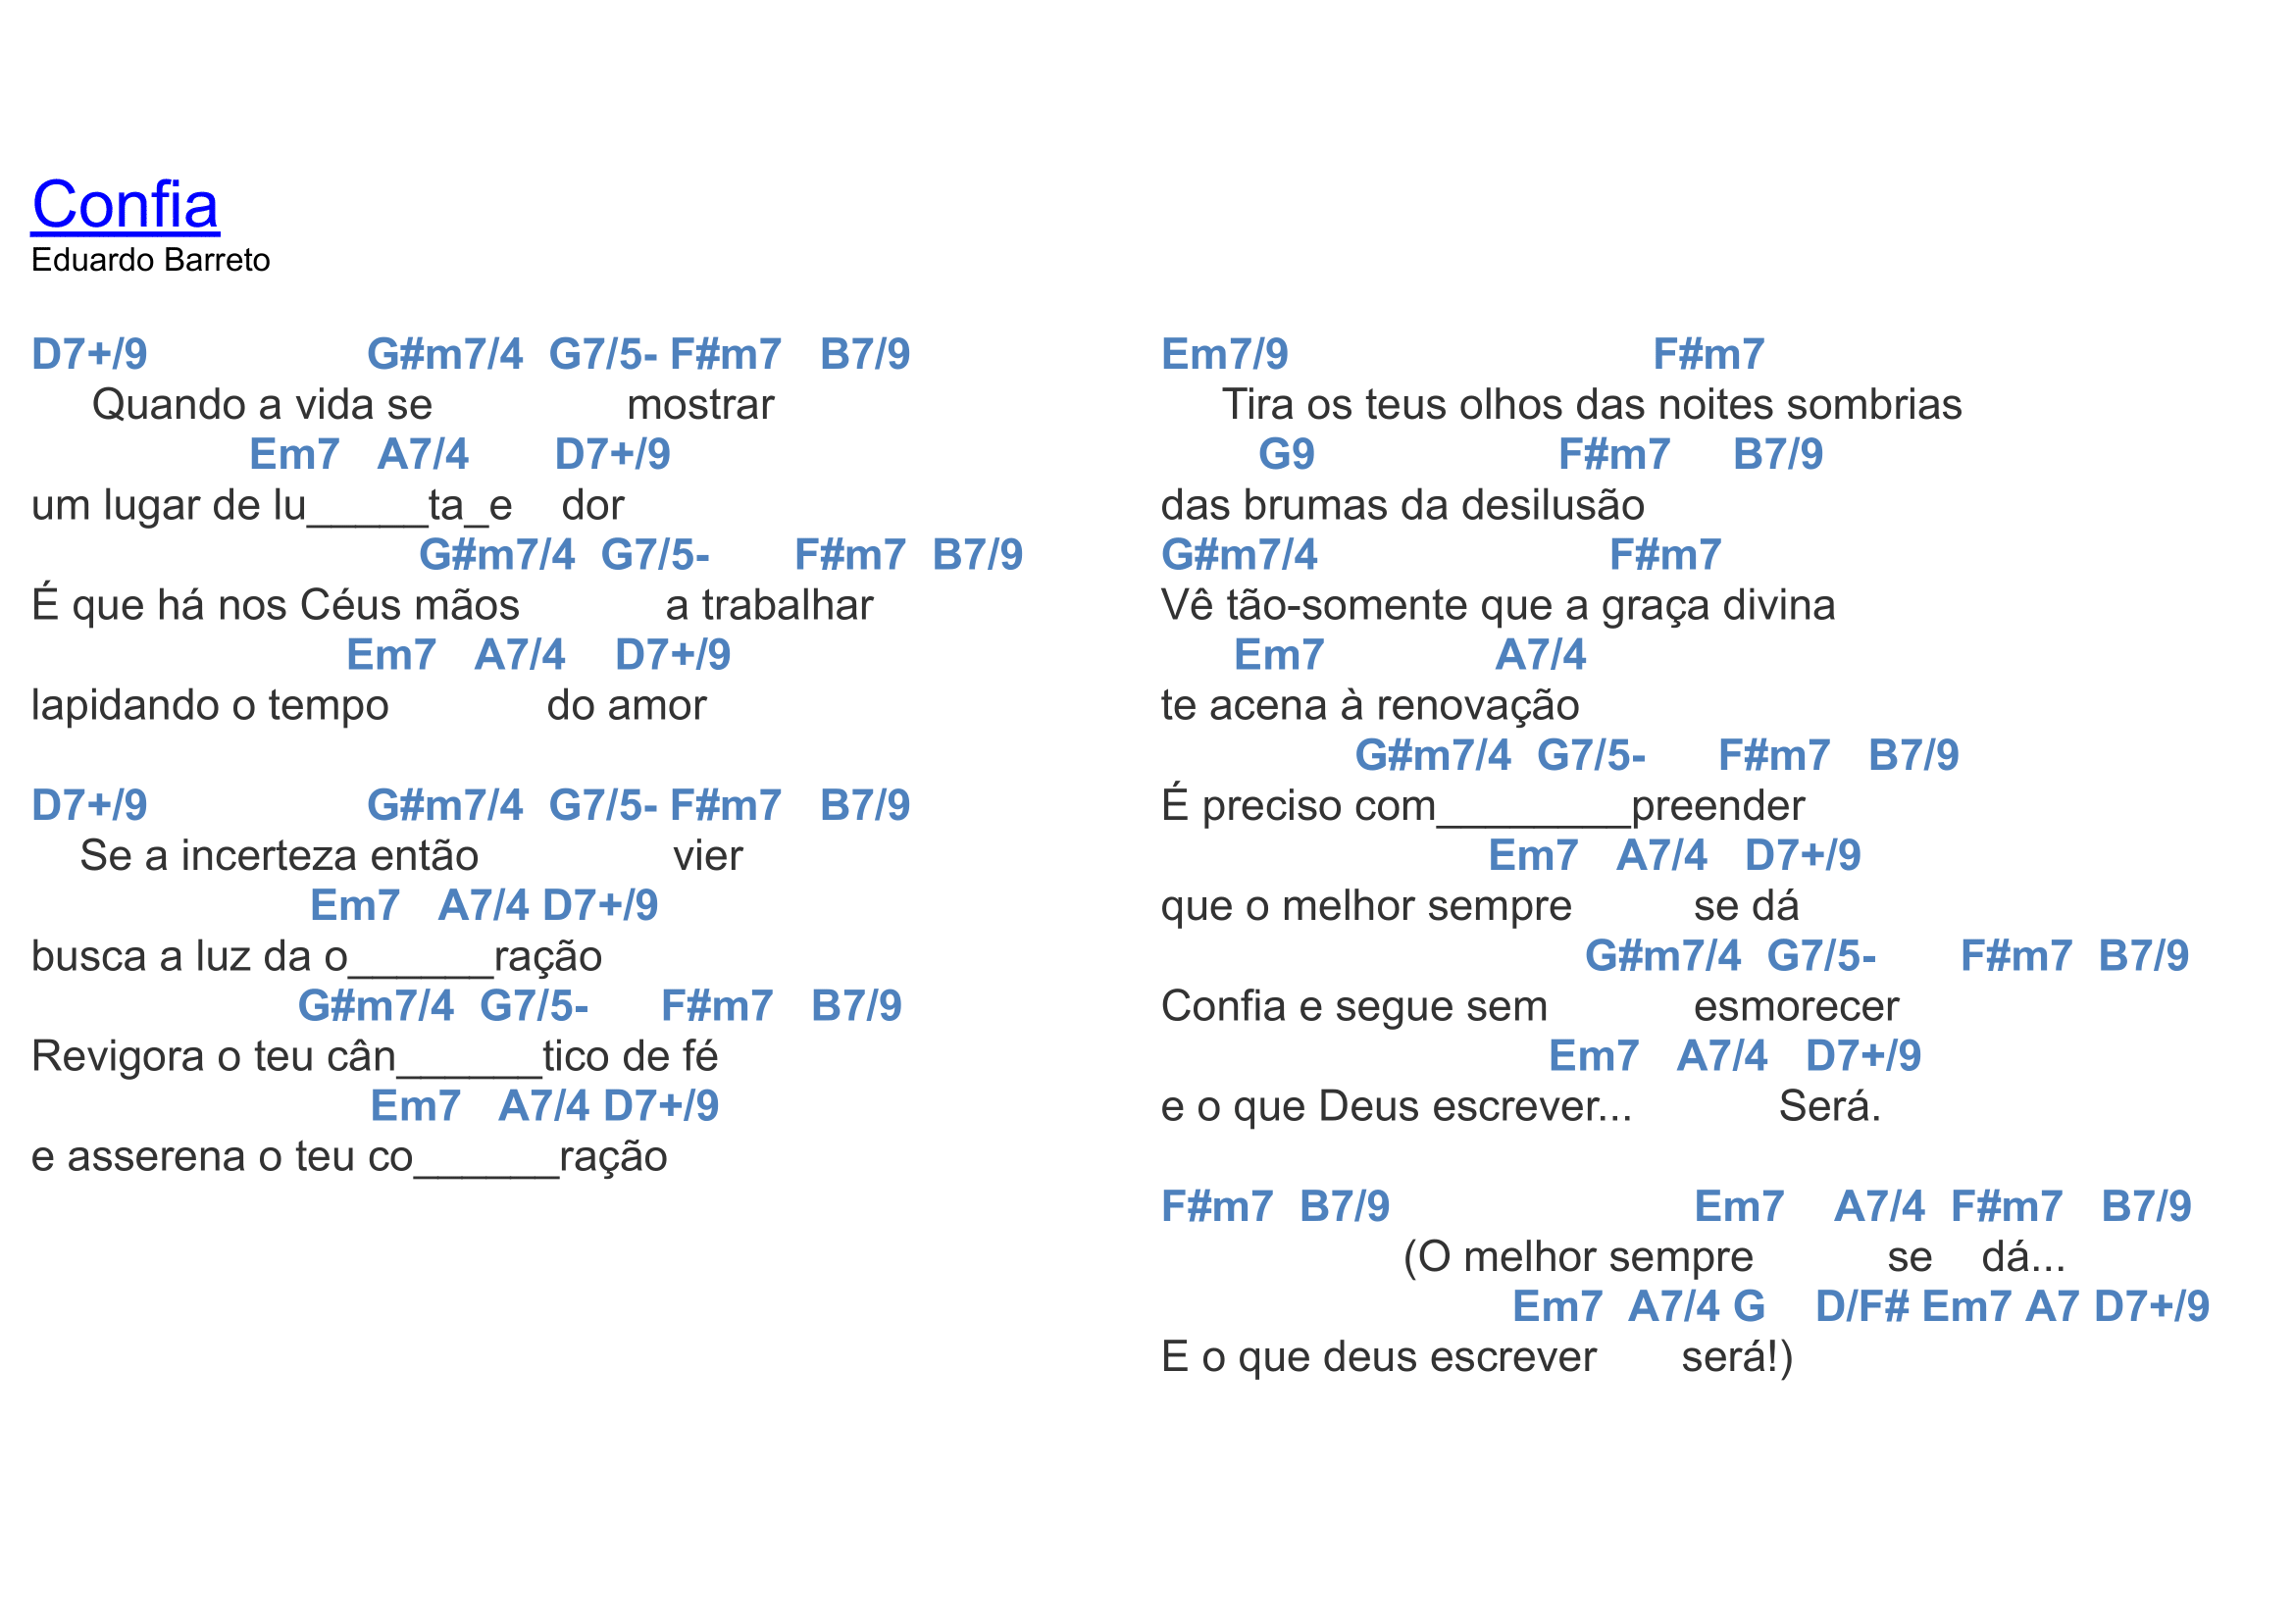 Confia
Eduardo Barreto
D7+/9 G#m7/4 G7/5- F#m7 B7/9
Quando a vida se mostrar
Em7 A7/4 D7+/9
um lugar de lu_____ta_e dor
G#m7/4 G7/5- F#m7 B7/9
É que há nos Céus mãos a trabalhar
Em7 A7/4 D7+/9
lapidando o tempo do amor
D7+/9 G#m7/4 G7/5- F#m7 B7/9
Se a incerteza então vier
Em7 A7/4 D7+/9
busca a luz da o______ração
G#m7/4 G7/5- F#m7 B7/9
Revigora o teu cân______tico de fé
Em7 A7/4 D7+/9
e asserena o teu co______ração
Em7/9 F#m7
Tira os teus olhos das noites sombrias
G9 F#m7 B7/9
das brumas da desilusão
G#m7/4 F#m7
Vê tão-somente que a graça divina
Em7 A7/4
te acena à renovação
G#m7/4 G7/5- F#m7 B7/9
É preciso com________preender
Em7 A7/4 D7+/9
que o melhor sempre se dá
G#m7/4 G7/5- F#m7 B7/9
Confia e segue sem esmorecer
Em7 A7/4 D7+/9
e o que Deus escrever... Será.
F#m7 B7/9 Em7 A7/4 F#m7 B7/9
(O melhor sempre se dá...
Em7 A7/4 G D/F# Em7 A7 D7+/9
E o que deus escrever será!)